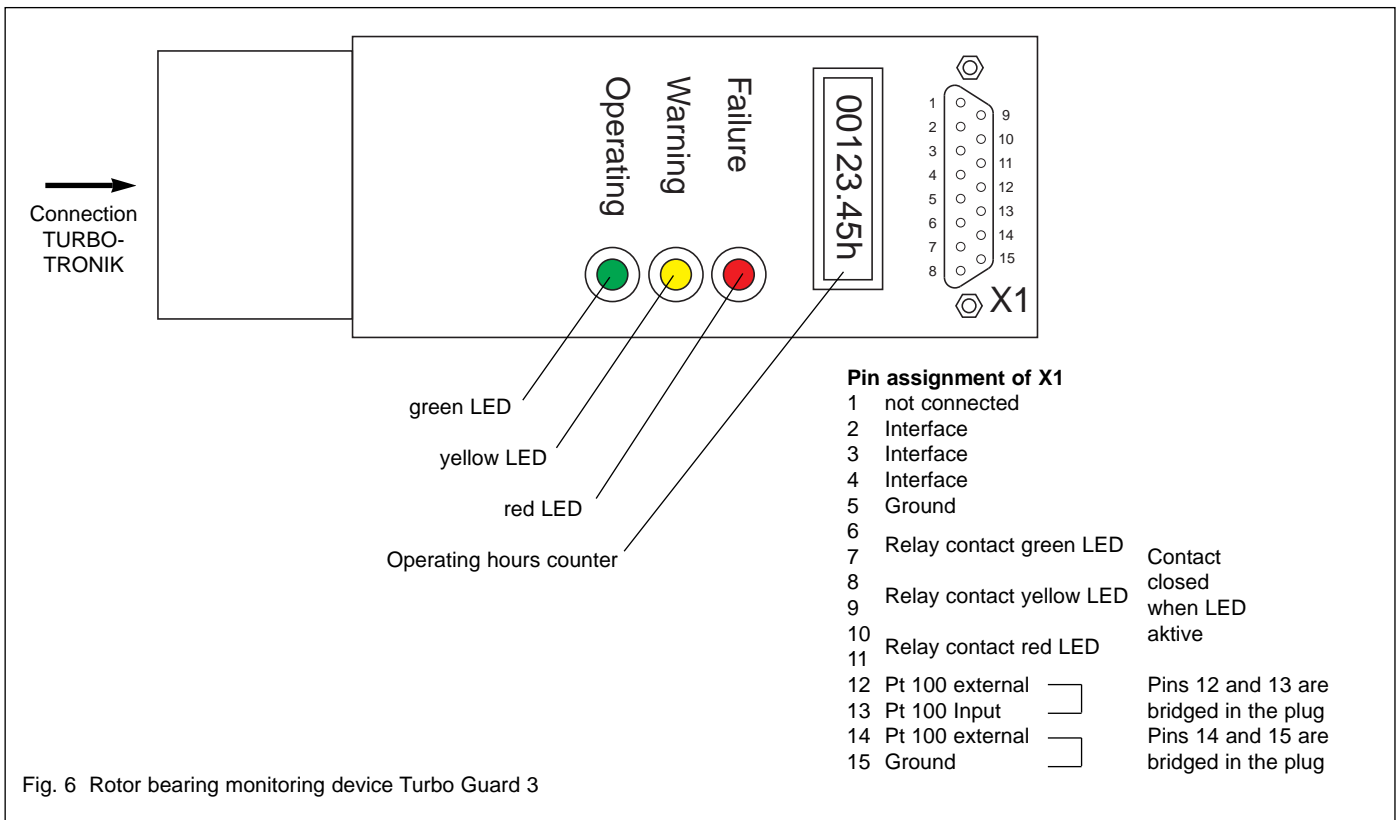 Operating
Warning
Failure
00123.45h
1
2
3
4
5
6
7
8
9
10
11
12
13
14
15
X1
Connection
TURBO-
TRONIK
green LED
yellow LED
red LED
Operating hours counter
Pin assignment of X1
1 not connected
2 Interface
3 Interface
4 Interface
5 Ground
6
7 Relay contact green LED
8
9 Relay contact yellow LED
10
11 Relay contact red LED
Contact
closed
when LED
aktive
12 Pt 100 external
13 Pt 100 Input
Pins 12 and 13 are
bridged in the plug
14 Pt 100 external
15 Ground
Pins 14 and 15 are
bridged in the plug
Fig. 6 Rotor bearing monitoring device Turbo Guard 3